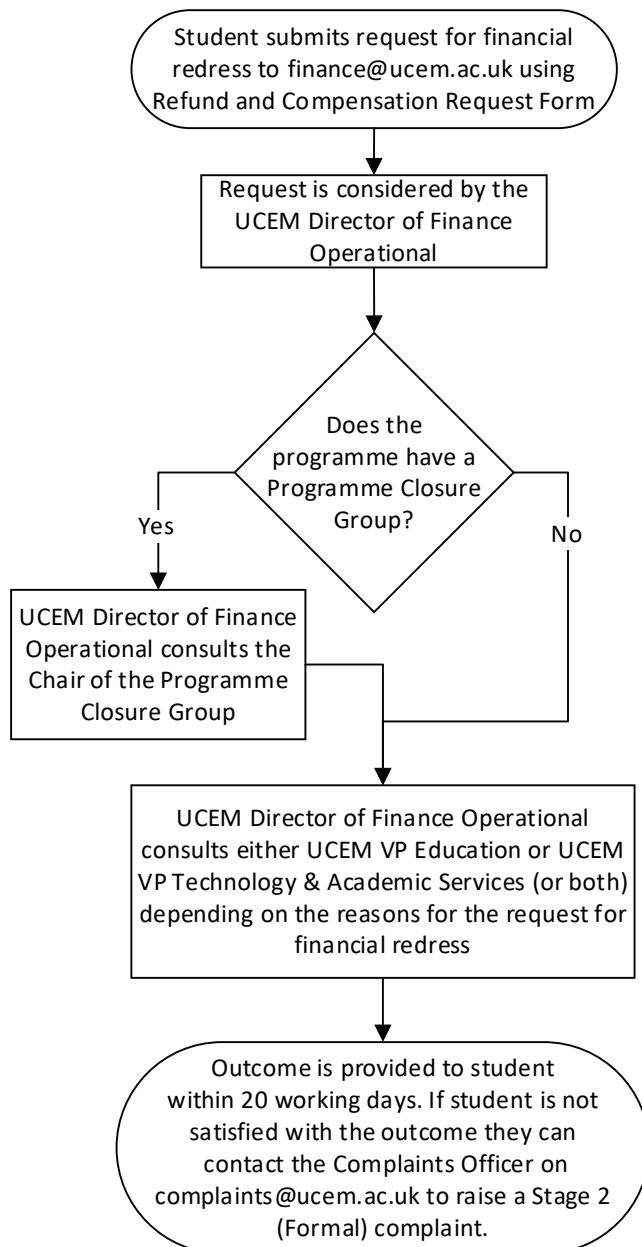 Student submits request for financial
redress to finance@ucem.ac.uk using
Refund and Compensation Request Form
Request is considered by the
UCEM Director of Finance
Operational
Does the
programme have a
Programme Closure
Group?
Yes
No
UCEM Director of Finance
Operational consults the
Chair of the Programme
Closure Group
UCEM Director of Finance Operational
consults either UCEM VP Education or UCEM
VP Technology & Academic Services (or both)
depending on the reasons for the request for
financial redress
Outcome is provided to student
within 20 working days. If student is not
satisfied with the outcome they can
contact the Complaints Officer on
complaints@ucem.ac.uk to raise a Stage 2
(Formal) complaint.